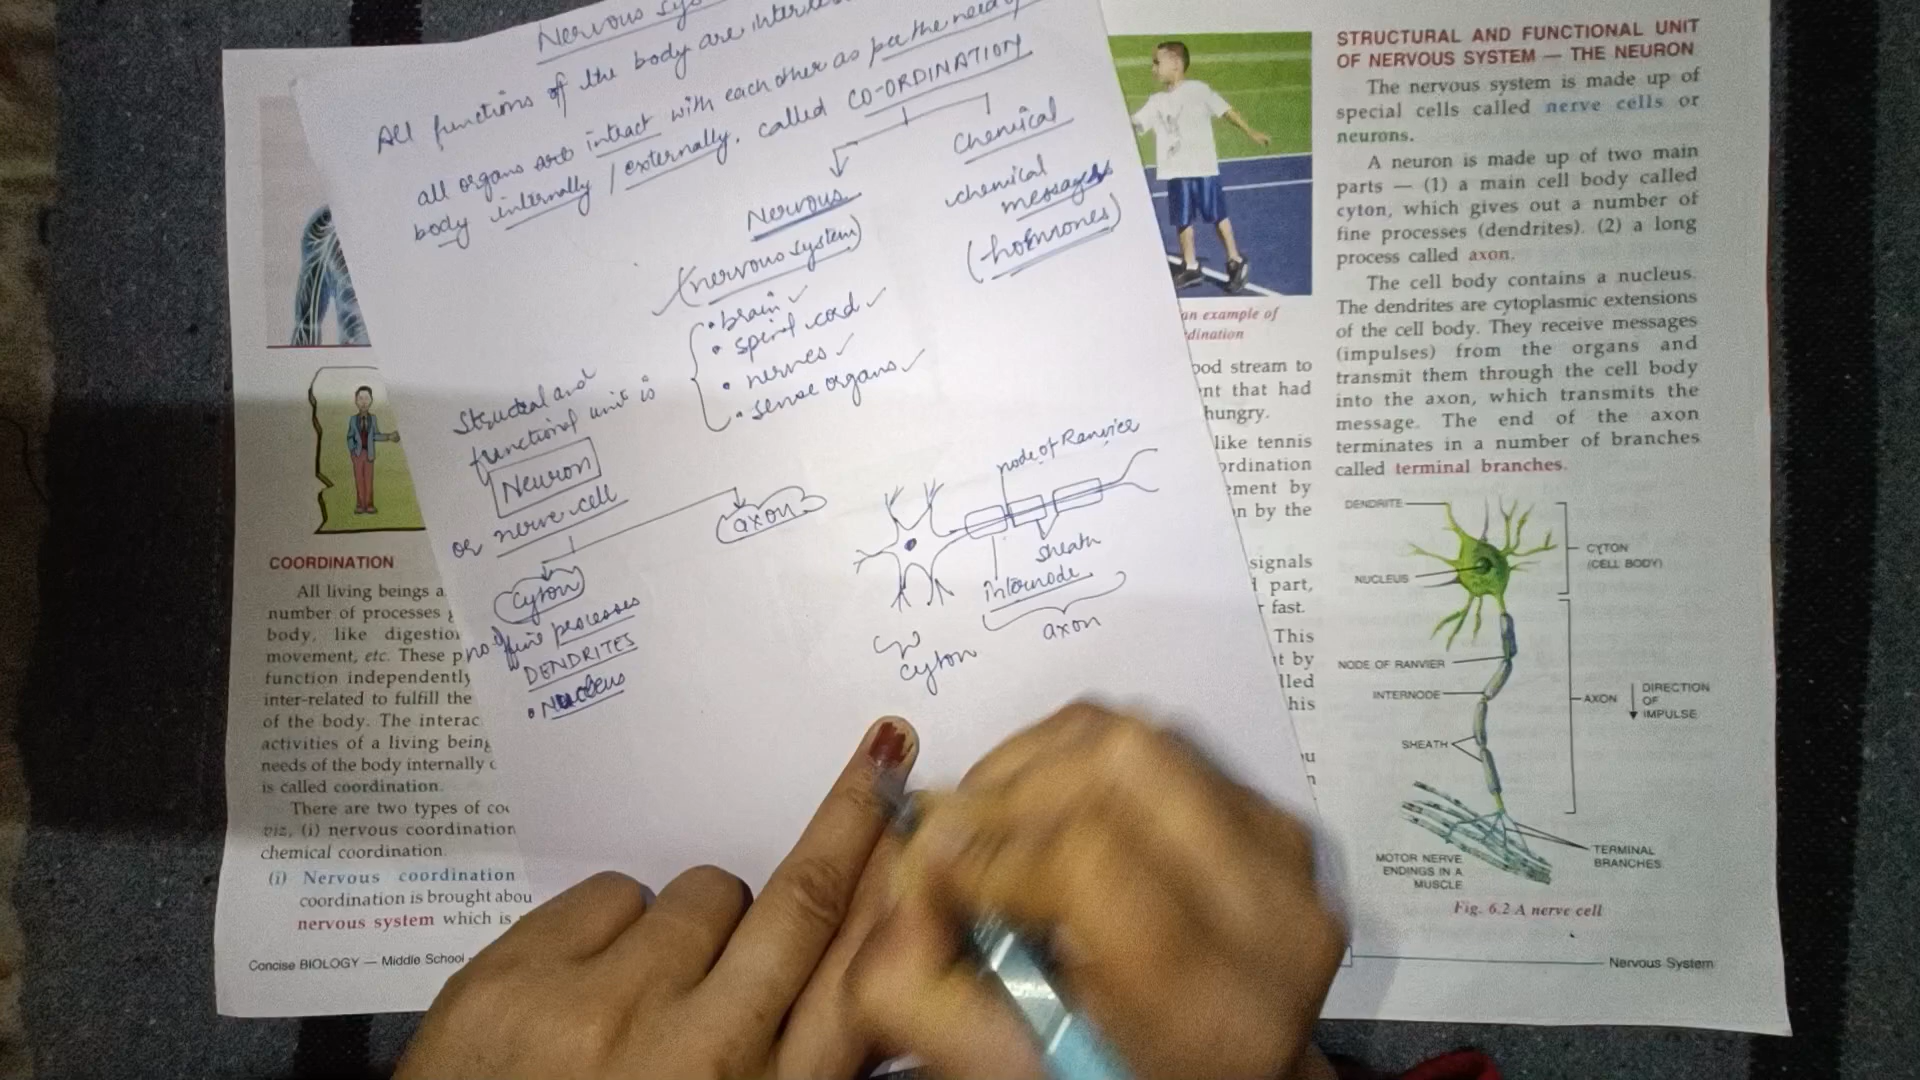 Nervous Sys
All functions of the body are inter
all organs are intract with each other as per the need of
body internally / externally, called CO-ORDINATION
Nervous
(nervous system)
• brain ✓
• spinal cord ✓
• nerves ✓
• sense organs ✓
Chemical
chemical
messages
(hormones)
Structral and
functional unit is
Neuron
or nerve cell
Cyton
no. of fine processes
DENDRITES
• Nucleus
axon
node of Ranvier
Sheath
internode
axon
cyton
COORDINATION
All living beings a
number of processes
body, like digestion
movement, etc. These p
function independently
inter-related to fulfill the
of the body. The interac
activities of a living being
needs of the body internally
is called coordination.
There are two types of co
viz, (i) nervous coordination
chemical coordination.
(i) Nervous coordination
coordination is brought abou
nervous system which is
Concise BIOLOGY — Middle School
an example of
dination
ood stream to
nt that had
hungry.
like tennis
ordination
ement by
n by the
signals
part,
fast.
This
t by
lled
his
STRUCTURAL AND FUNCTIONAL UNIT
OF NERVOUS SYSTEM — THE NEURON
The nervous system is made up of
special cells called nerve cells or
neurons.
A neuron is made up of two main
parts — (1) a main cell body called
cyton, which gives out a number of
fine processes (dendrites). (2) a long
process called axon.
The cell body contains a nucleus.
The dendrites are cytoplasmic extensions
of the cell body. They receive messages
(impulses) from the organs and
transmit them through the cell body
into the axon, which transmits the
message. The end of the axon
terminates in a number of branches
called terminal branches.
DENDRITE
CYTON
(CELL BODY)
NUCLEUS
NODE OF RANVIER
INTERNODE
AXON
DIRECTION
OF
IMPULSE
SHEATH
TERMINAL
BRANCHES
MOTOR NERVE
ENDINGS IN A
MUSCLE
Fig. 6.2 A nerve cell
Nervous System